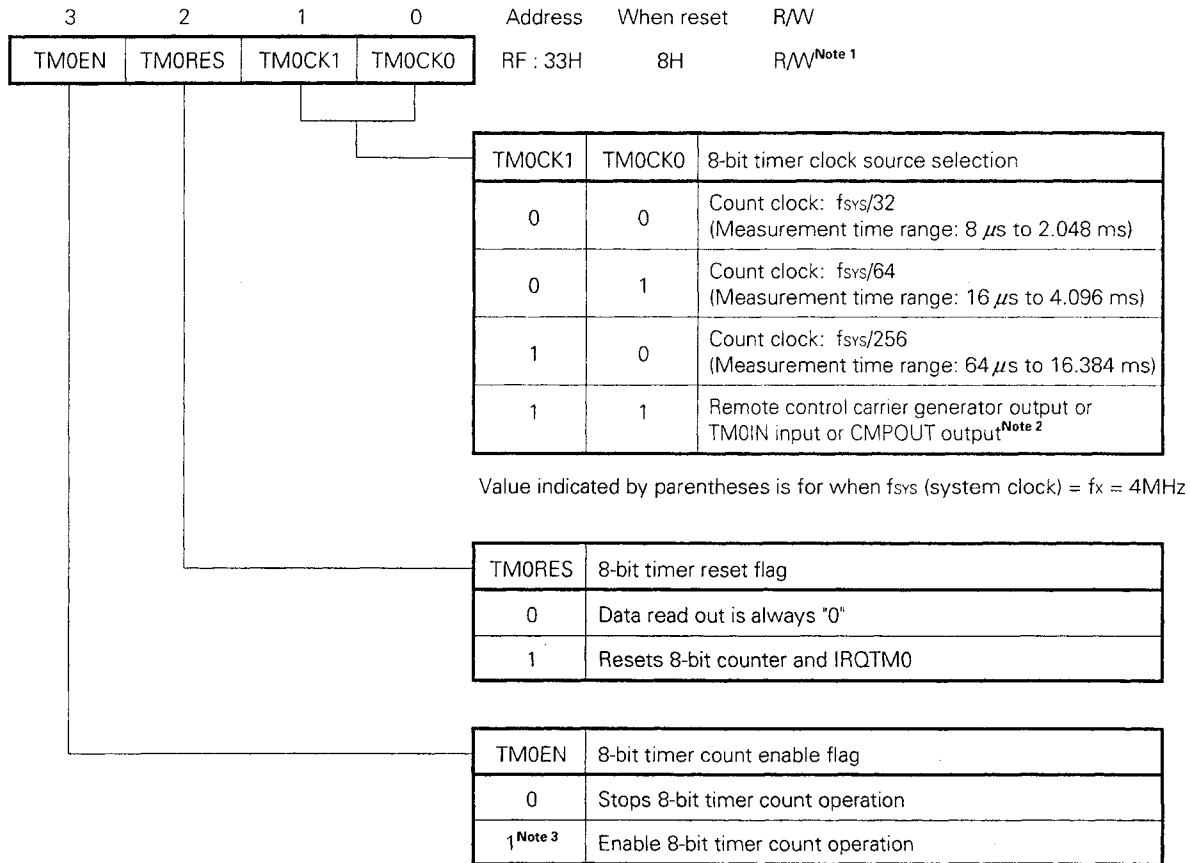 3 2 1 0 Address When reset R/W
TM0EN TM0RES TM0CK1 TM0CK0 RF : 33H 8H R/W Note 1
TM0CK1 TM0CK0 8-bit timer clock source selection
0 0 Count clock: fSYS/32
(Measurement time range: 8 μs to 2.048 ms)
0 1 Count clock: fSYS/64
(Measurement time range: 16 μs to 4.096 ms)
1 0 Count clock: fSYS/256
(Measurement time range: 64 μs to 16.384 ms)
1 1 Remote control carrier generator output or
TM0IN input or CMPOUT output Note 2
Value indicated by parentheses is for when fSYS (system clock) = fX = 4MHz
TM0RES 8-bit timer reset flag
0 Data read out is always "0"
1 Resets 8-bit counter and IRQTM0
TM0EN 8-bit timer count enable flag
0 Stops 8-bit timer count operation
1 Note 3 Enable 8-bit timer count operation